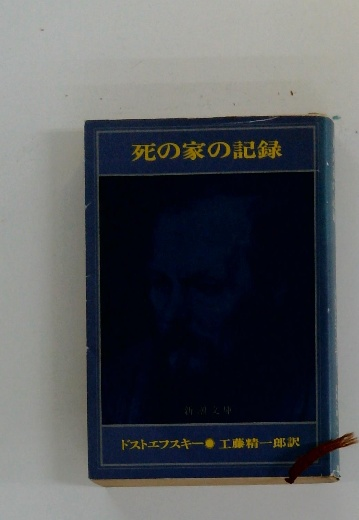 死の家の記録
新潮文庫
ドストエフスキー●工藤精一郎訳